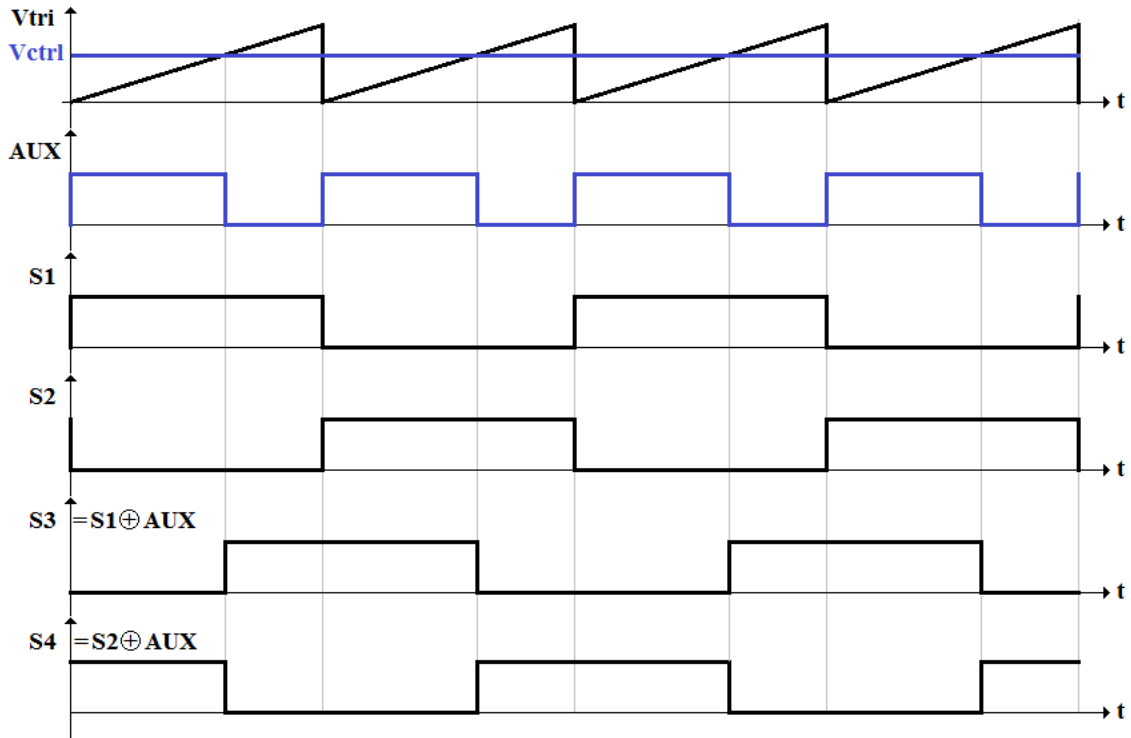 Vtri
Vctrl
t
AUX
t
S1
t
S2
t
S3 =S1⊕AUX
t
S4 =S2⊕AUX
t